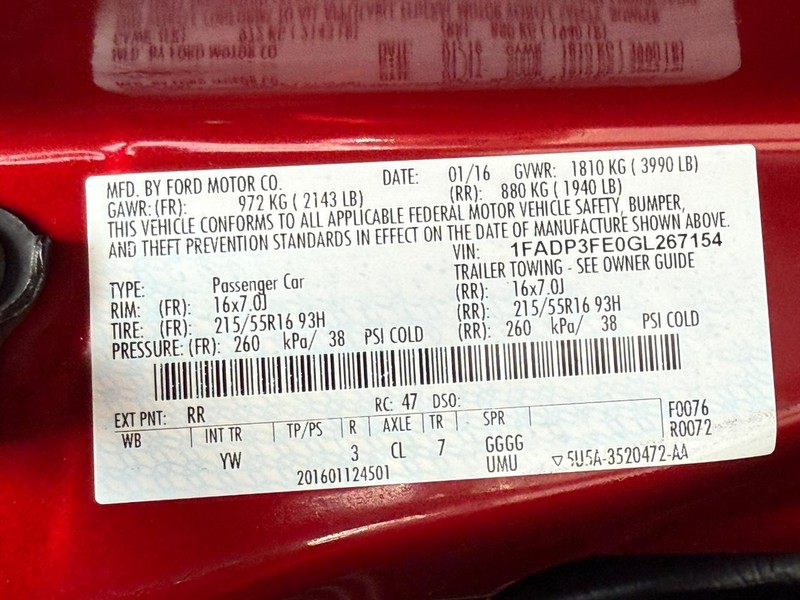 MFD. BY FORD MOTOR CO. DATE: 01/16 GVWR: 1810 KG ( 3990 LB)
GAWR: (FR): 972 KG ( 2143 LB) (RR): 880 KG ( 1940 LB)
THIS VEHICLE CONFORMS TO ALL APPLICABLE FEDERAL MOTOR VEHICLE SAFETY, BUMPER,
AND THEFT PREVENTION STANDARDS IN EFFECT ON THE DATE OF MANUFACTURE SHOWN ABOVE.
VIN: 1FADP3FE0GL267154
TRAILER TOWING - SEE OWNER GUIDE
TYPE: Passenger Car
RIM: (FR): 16x7.0J (RR): 16x7.0J
TIRE: (FR): 215/55R16 93H (RR): 215/55R16 93H
PRESSURE: (FR): 260 kPa/ 38 PSI COLD (RR): 260 kPa/ 38 PSI COLD
EXT PNT: RR RC: 47 DSO: F0076
WB INT TR TP/PS R AXLE TR SPR R0072
YW 3 CL 7 GGGG
201601124501 UMU ▽5U5A-3520472-AA